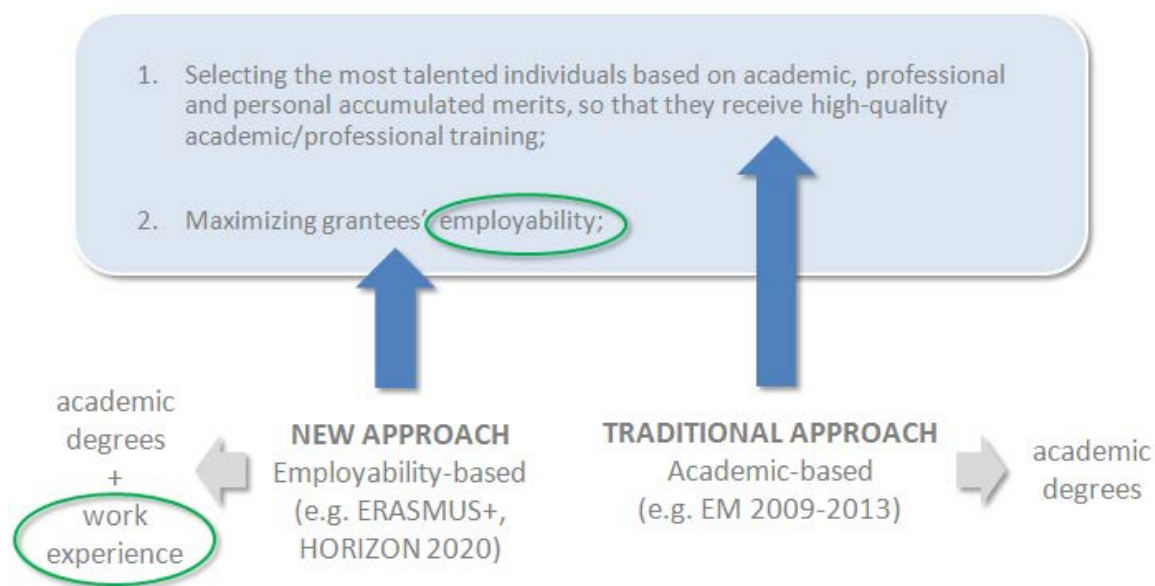 1. Selecting the most talented individuals based on academic, professional
and personal accumulated merits, so that they receive high-quality
academic/professional training;
2. Maximizing grantees' employability;
academic
degrees
+
work
experience
NEW APPROACH
Employability-based
(e.g. ERASMUS+,
HORIZON 2020)
TRADITIONAL APPROACH
Academic-based
(e.g. EM 2009-2013)
academic
degrees